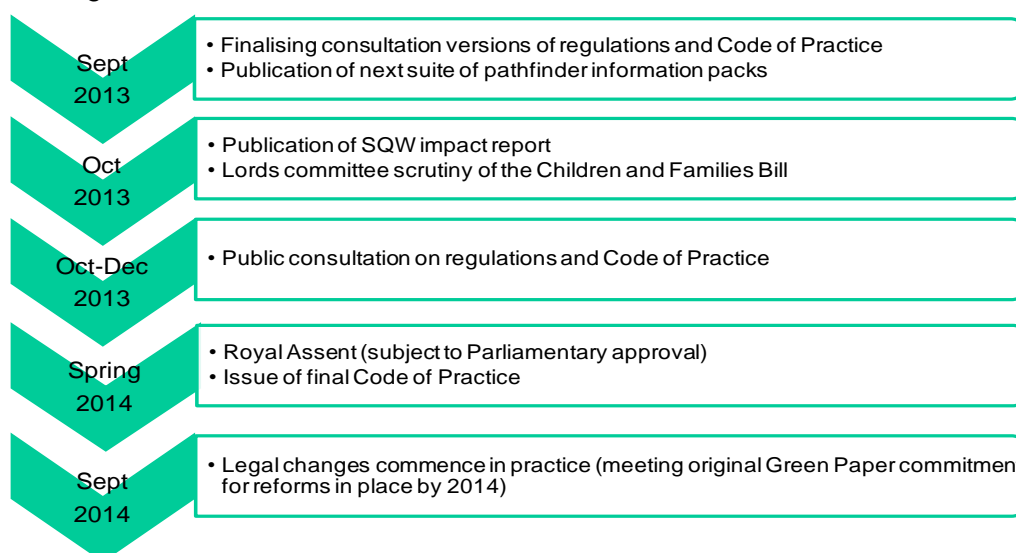 Sept
2013
• Finalising consultation versions of regulations and Code of Practice
• Publication of next suite of pathfinder information packs
Oct
2013
• Publication of SQW impact report
• Lords committee scrutiny of the Children and Families Bill
Oct-Dec
2013
• Public consultation on regulations and Code of Practice
Spring
2014
• Royal Assent (subject to Parliamentary approval)
• Issue of final Code of Practice
Sept
2014
• Legal changes commence in practice (meeting original Green Paper commitmen
for reforms in place by 2014)